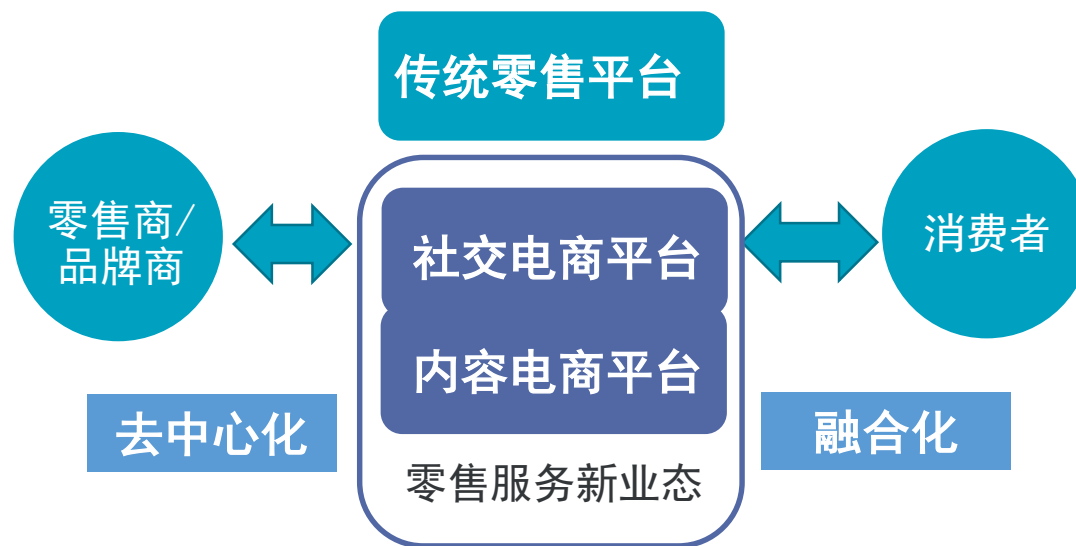 传统零售平台
零售商/
品牌商
社交电商平台
消费者
内容电商平台
去中心化
融合化
零售服务新业态